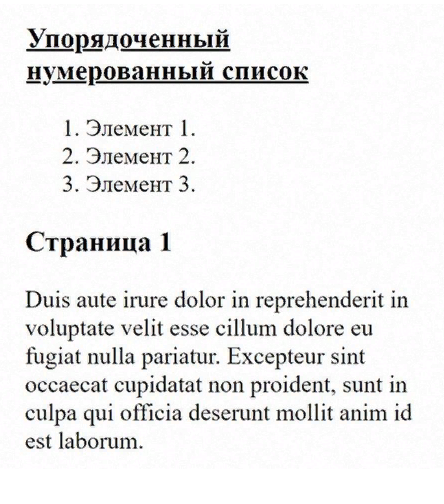 Упорядоченный
нумерованный список
1. Элемент 1.
2. Элемент 2.
3. Элемент 3.
Страница 1
Duis aute irure dolor in reprehenderit in
voluptate velit esse cillum dolore eu
fugiat nulla pariatur. Excepteur sint
occaecat cupidatat non proident, sunt in
culpa qui officia deserunt mollit anim id
est laborum.